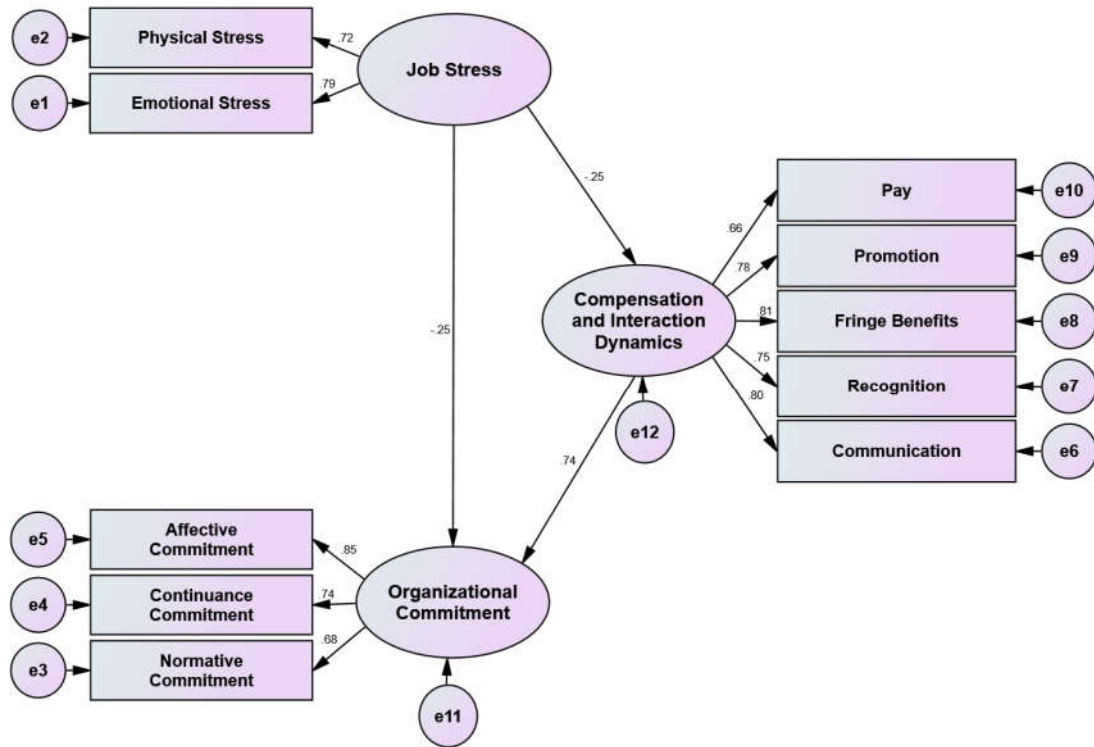 e2
Physical Stress
.72
Job Stress
e1
Emotional Stress
.79
-.25
-.25
Pay
e10
.66
Promotion
e9
.78
Compensation
and Interaction
Dynamics
.81
Fringe Benefits
e8
.75
Recognition
e7
.80
Communication
e6
e12
.74
e5
Affective
Commitment
.85
e4
Continuance
Commitment
.74
Organizational
Commitment
e3
Normative
Commitment
.68
e11